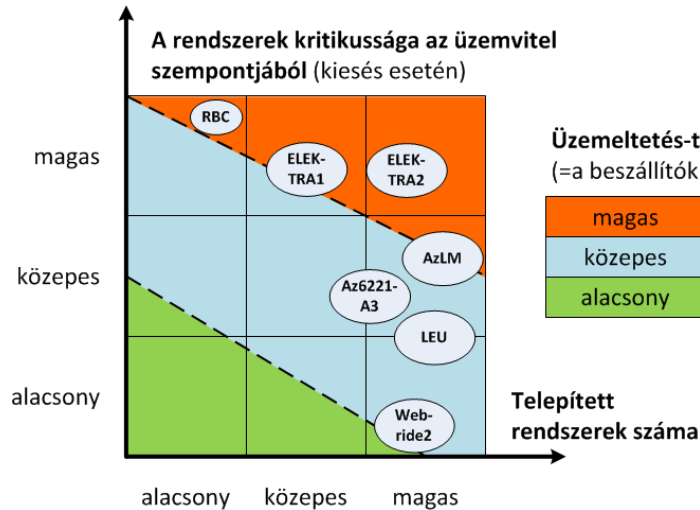 A rendszerek kritikussága az üzemvitel
szempontjából (kiesés esetén)
magas
közepes
alacsony
RBC
ELEK-
TRA1
ELEK-
TRA2
AzLM
Az6221-
A3
LEU
Web-
ride2
Üzemeltetés-t
(=a beszállítók
magas
közepes
alacsony
Telepített
rendszerek száma
alacsony
közepes
magas